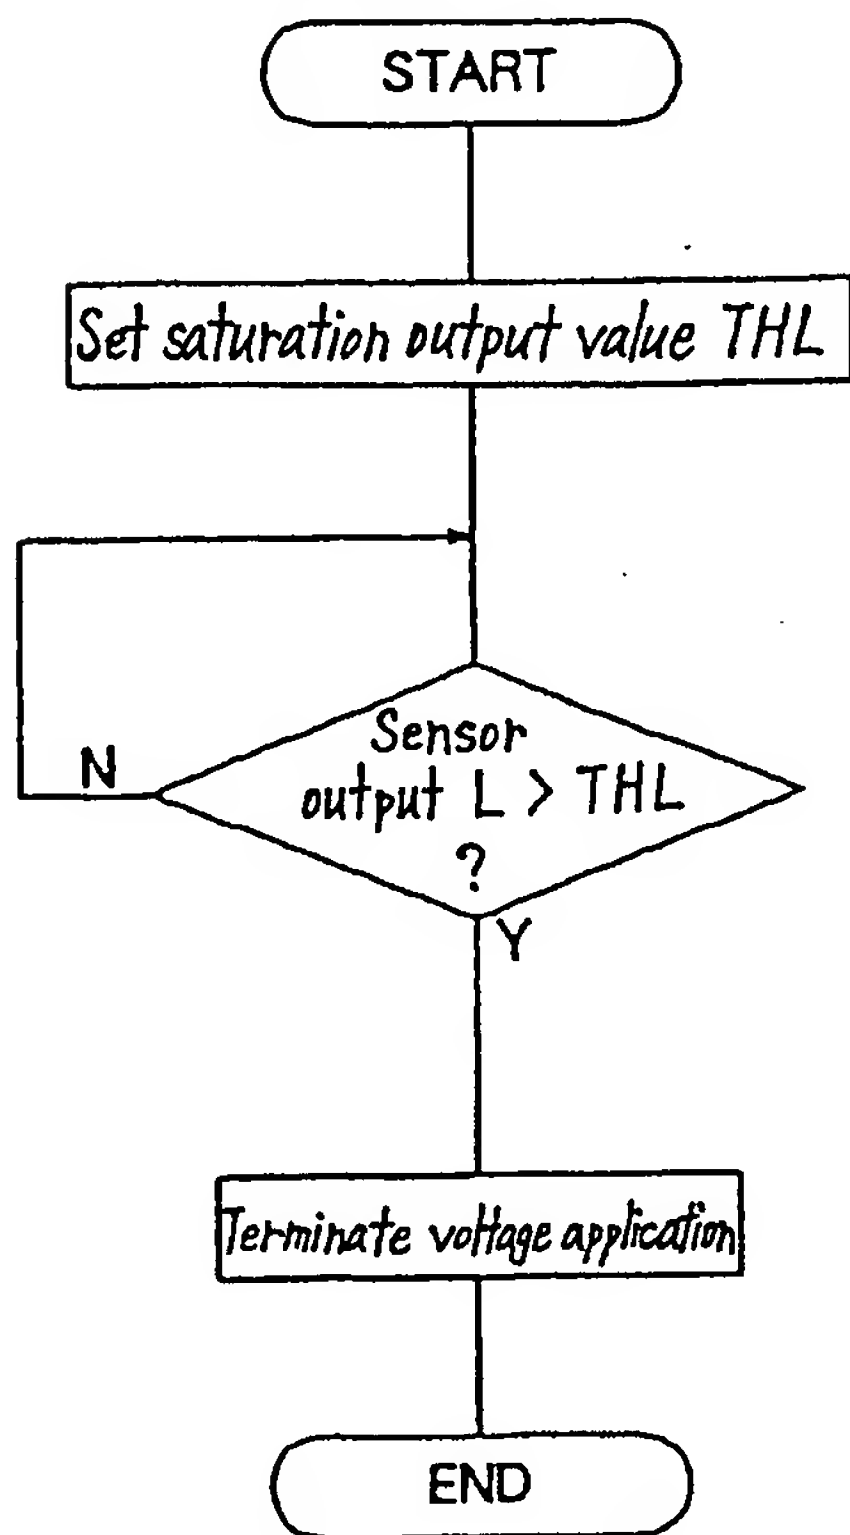 START
Set saturation output value THL
Sensor
output L > THL
?
N
Y
Terminate voltage application
END